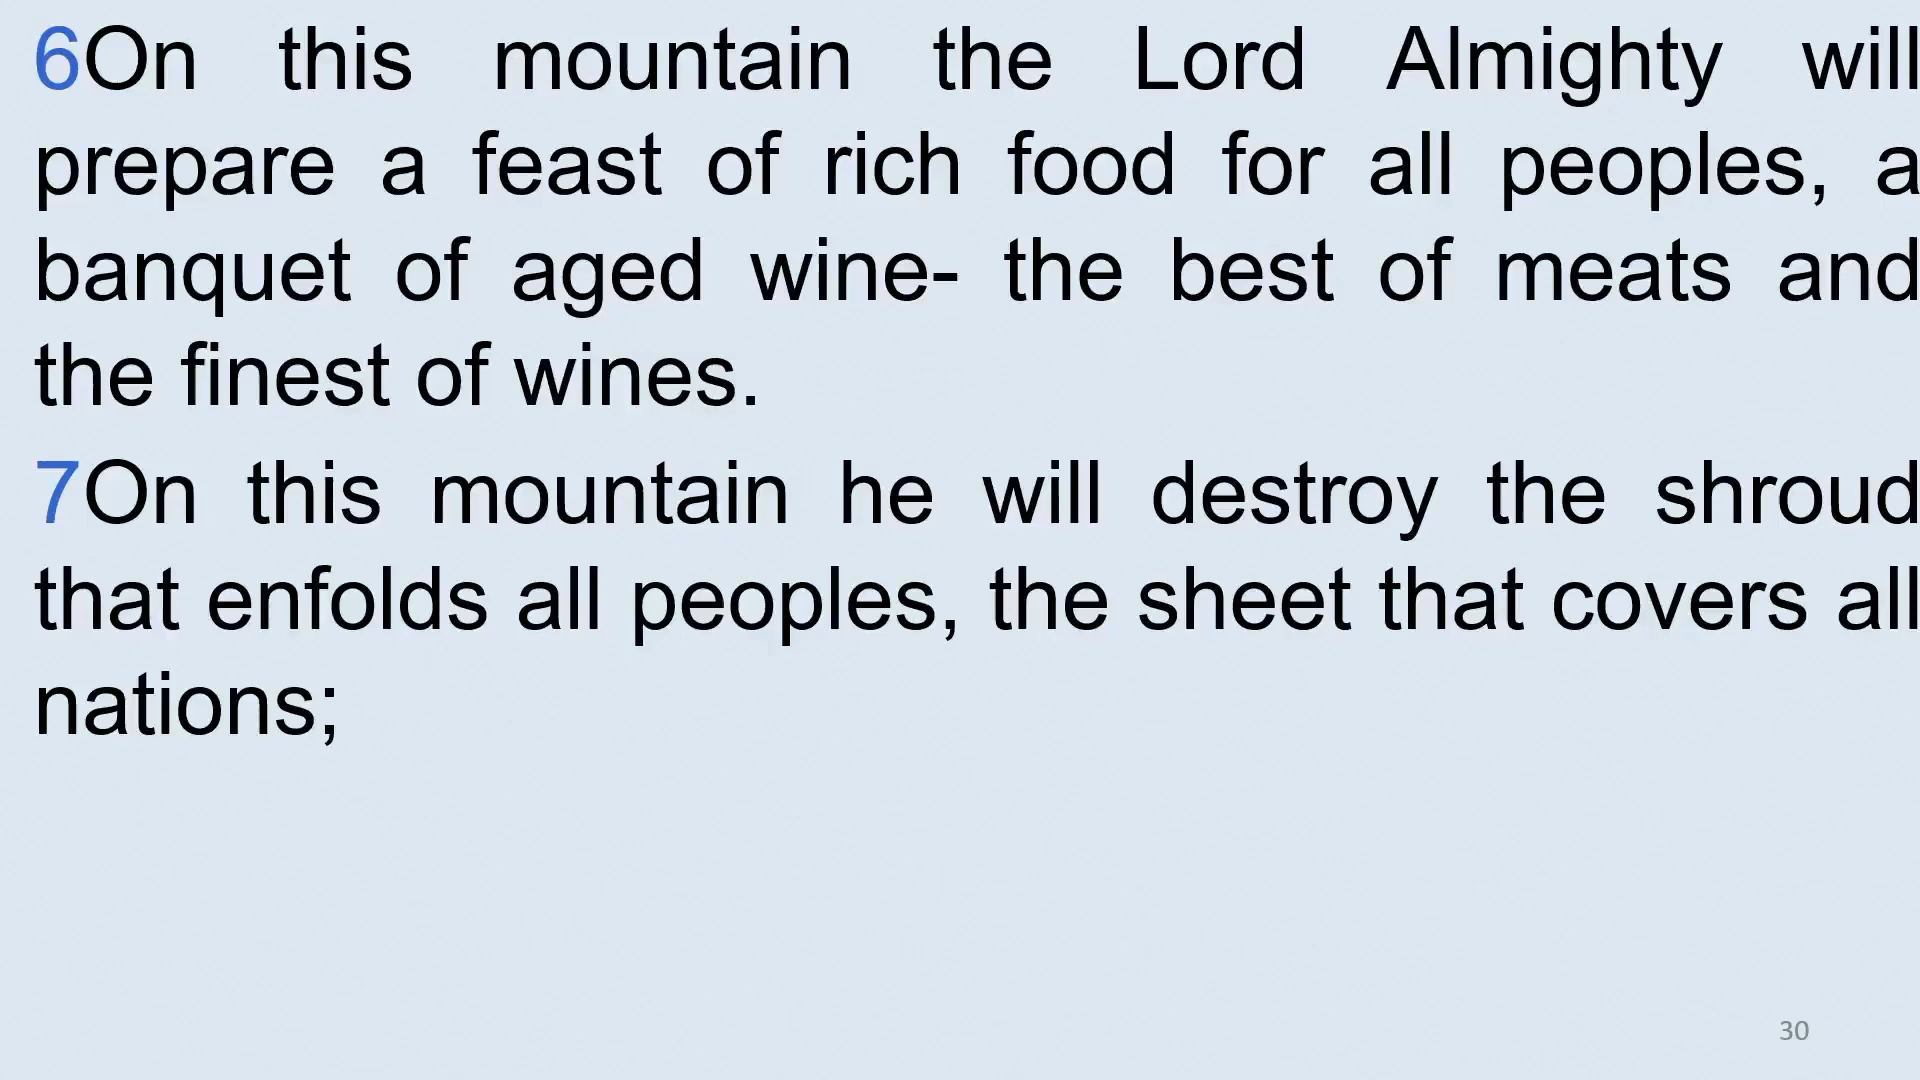 6On this mountain the Lord Almighty will
prepare a feast of rich food for all peoples, a
banquet of aged wine- the best of meats and
the finest of wines.
7On this mountain he will destroy the shroud
that enfolds all peoples, the sheet that covers all
nations;
30